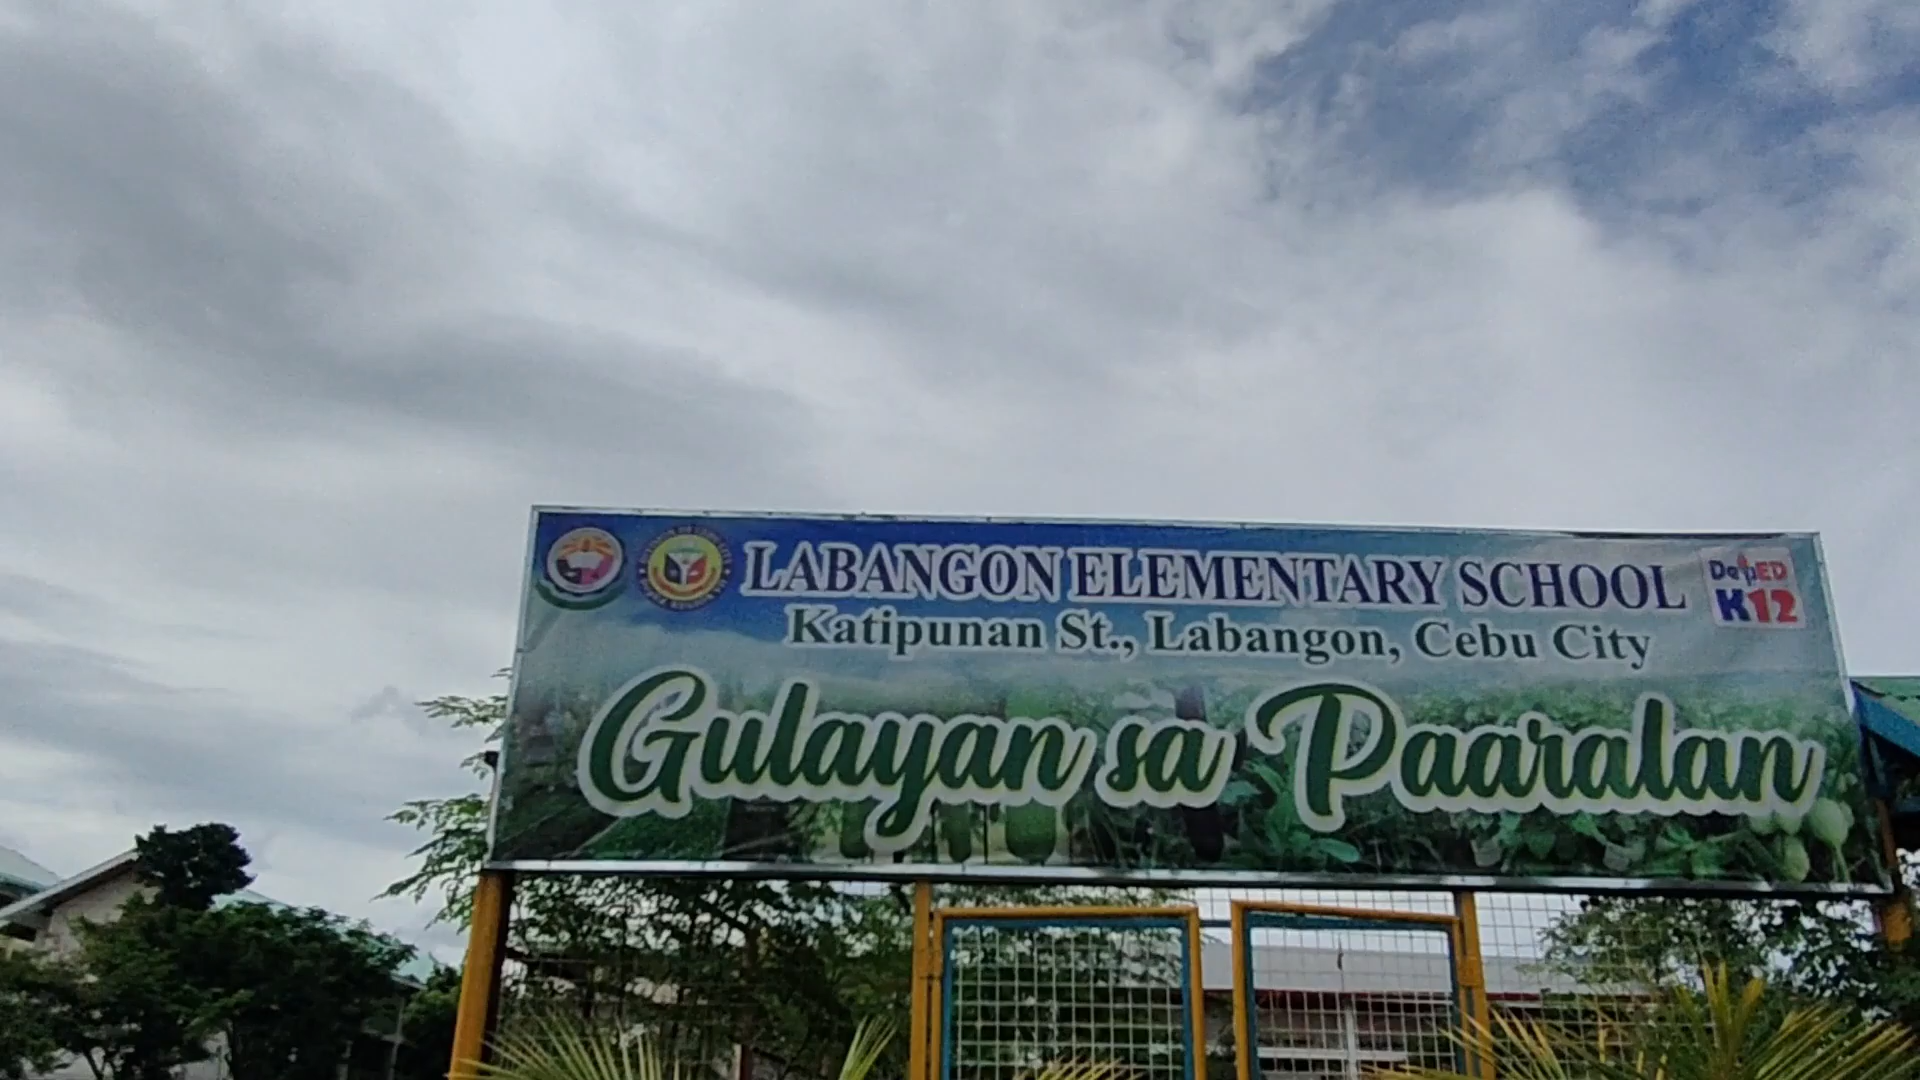 LABANGON ELEMENTARY SCHOOL
DepED
K12
Katipunan St., Labangon, Cebu City
Gulayan sa Paaralan